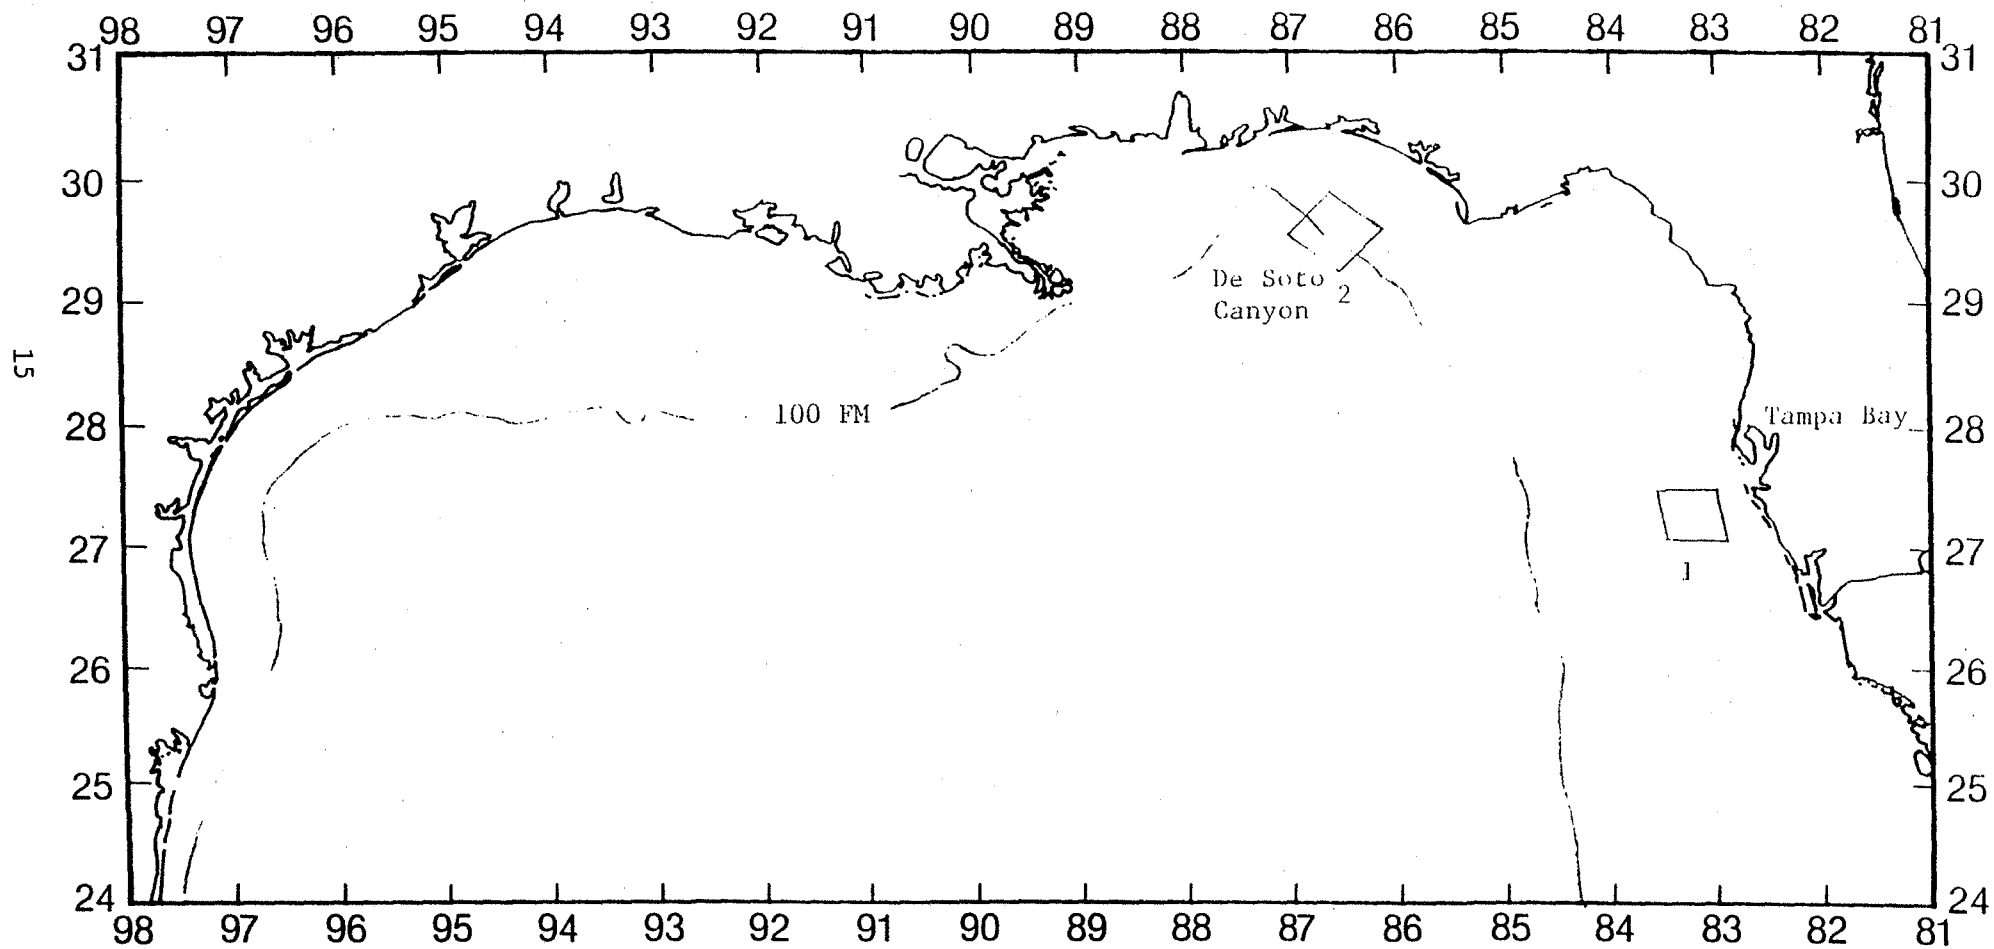 98 97 96 95 94 93 92 91 90 89 88 87 86 85 84 83 82 81
31 31
30 30
De Soto 2
Canyon
29 29
15
100 FM
Tampa Bay
28 28
27 27
1
26 26
25 25
24 24
98 97 96 95 94 93 92 91 90 89 88 87 86 85 84 83 82 81